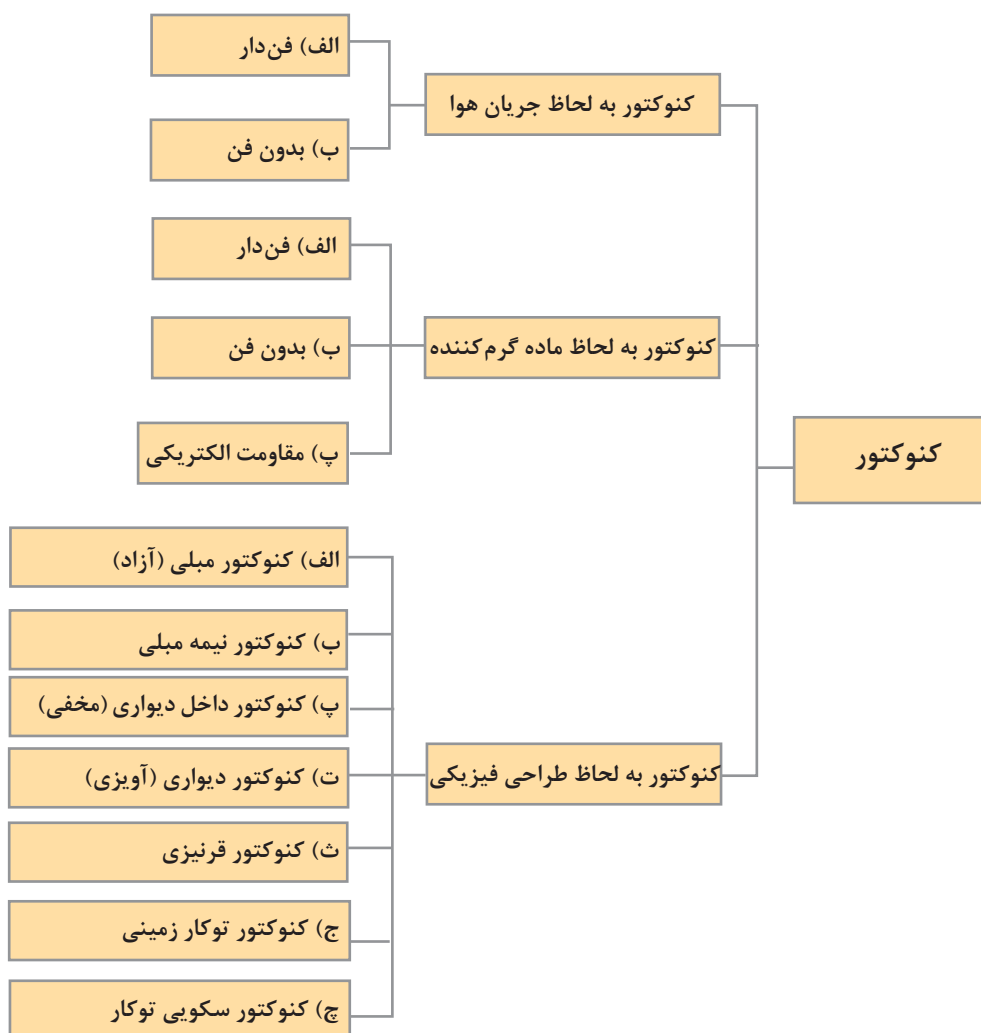 کنوکتور
کنوکتور به لحاظ جریان هوا
الف) فن‌دار
ب) بدون فن
کنوکتور به لحاظ ماده گرم‌کننده
الف) فن‌دار
ب) بدون فن
پ) مقاومت الکتریکی
کنوکتور به لحاظ طراحی فیزیکی
الف) کنوکتور مبلی (آزاد)
ب) کنوکتور نیمه مبلی
پ) کنوکتور داخل دیواری (مخفی)
ت) کنوکتور دیواری (آویزی)
ث) کنوکتور قرنیزی
ج) کنوکتور توکار زمینی
چ) کنوکتور سکویی توکار